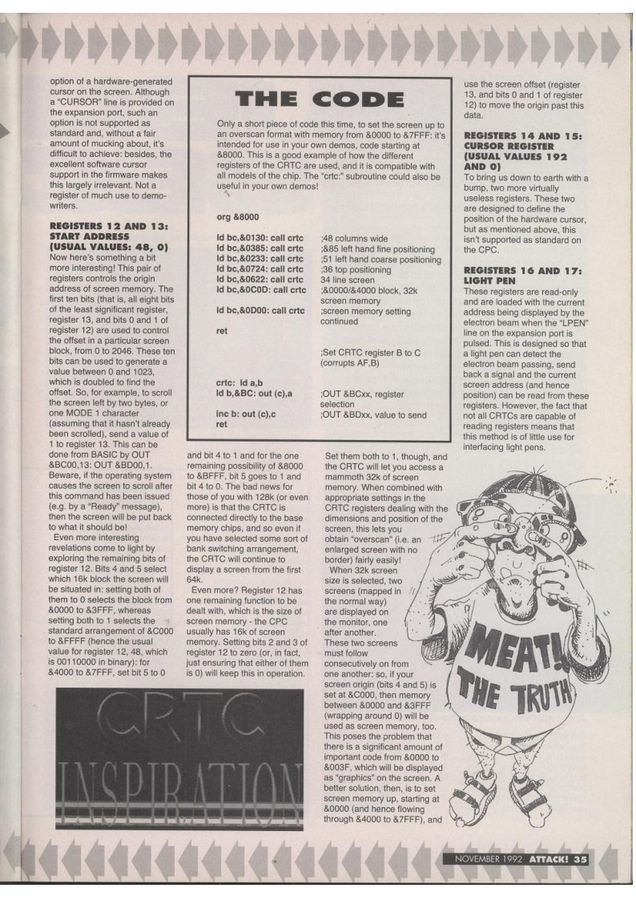 option of a hardware-generated
cursor on the screen. Although
a "CURSOR" line is provided on
the expansion port, such an
option is not supported as
standard and, without a fair
amount of mucking about, it's
difficult to achieve: besides, the
excellent software cursor
support in the firmware makes
this largely irrelevant. Not a
register of much use to demo-
writers.
REGISTERS 12 AND 13:
START ADDRESS
(USUAL VALUES: 48, 0)
Now here's something a bit
more interesting! This pair of
registers controls the origin
address of screen memory. The
first ten bits (that is, all eight bits
of the least significant register,
register 13, and bits 0 and 1 of
register 12) are used to control
the offset in a particular screen
block, from 0 to 2046. These ten
bits can be used to generate a
value between 0 and 1023,
which is doubled to find the
offset. So, for example, to scroll
the screen left by two bytes, or
one MODE 1 character
(assuming that it hasn't already
been scrolled), send a value of
1 to register 13. This can be
done from BASIC by OUT
&BC00,13: OUT &BD00,1.
Beware, if the operating system
causes the screen to scroll after
this command has been issued
(e.g. by a "Ready" message),
then the screen will be put back
to what it should be!
Even more interesting
revelations come to light by
exploring the remaining bits of
register 12. Bits 4 and 5 select
which 16k block the screen will
be situated in: setting both of
them to 0 selects the block from
&0000 to &3FFF, whereas
setting both to 1 selects the
standard arrangement of &C000
to &FFFF (hence the usual
value for register 12, 48, which
is 00110000 in binary): for
&4000 to &7FFF, set bit 5 to 0
THE CODE
Only a short piece of code this time, to set the screen up to
an overscan format with memory from &0000 to &7FFF: it's
intended for use in your own demos, code starting at
&8000. This is a good example of how the different
registers of the CRTC are used, and it is compatible with
all models of the chip. The "crtc:" subroutine could also be
useful in your own demos!
org &8000
ld bc,&0130: call crtc ;48 columns wide
ld bc,&0385: call crtc ;&85 left hand fine positioning
ld bc,&0233: call crtc ;51 left hand coarse positioning
ld bc,&0724: call crtc ;36 top positioning
ld bc,&0622: call crtc 34 line screen
ld bc,&0C0D: call crtc ;&0000/&4000 block, 32k
screen memory
ld bc,&0D00: call crtc ;screen memory setting
continued
ret
;Set CRTC register B to C
(corrupts AF,B)
crtc: ld a,b
ld b,&BC: out (c),a ;OUT &BCxx, register
selection
inc b: out (c),c ;OUT &BDxx, value to send
ret
and bit 4 to 1 and for the one
remaining possibility of &8000
to &BFFF, bit 5 goes to 1 and
bit 4 to 0. The bad news for
those of you with 128k (or even
more) is that the CRTC is
connected directly to the base
memory chips, and so even if
you have selected some sort of
bank switching arrangement,
the CRTC will continue to
display a screen from the first
64k.
Even more? Register 12 has
one remaining function to be
dealt with, which is the size of
screen memory - the CPC
usually has 16k of screen
memory. Setting bits 2 and 3 of
register 12 to zero (or, in fact,
just ensuring that either of them
is 0) will keep this in operation.
CRTC
INSPIRATION
Set them both to 1, though, and
the CRTC will let you access a
mammoth 32k of screen
memory. When combined with
appropriate settings in the
CRTC registers dealing with the
dimensions and position of the
screen, this lets you
obtain "overscan" (i.e. an
enlarged screen with no
border) fairly easily!
When 32k screen
size is selected, two
screens (mapped in
the normal way)
are displayed on
the monitor, one
after another.
These two screens
must follow
consecutively on from
one another: so, if your
screen origin (bits 4 and 5) is
set at &C000, then memory
between &0000 and &3FFF
(wrapping around 0) will be
used as screen memory, too.
This poses the problem that
there is a significant amount of
important code from &0000 to
&003F, which will be displayed
as "graphics" on the screen. A
better solution, then, is to set
screen memory up, starting at
&0000 (and hence flowing
through &4000 to &7FFF), and
use the screen offset (register
13, and bits 0 and 1 of register
12) to move the origin past this
data.
REGISTERS 14 AND 15:
CURSOR REGISTER
(USUAL VALUES 192
AND 0)
To bring us down to earth with a
bump, two more virtually
useless registers. These two
are designed to define the
position of the hardware cursor,
but as mentioned above, this
isn't supported as standard on
the CPC.
REGISTERS 16 AND 17:
LIGHT PEN
These registers are read-only
and are loaded with the current
address being displayed by the
electron beam when the "LPEN"
line on the expansion port is
pulsed. This is designed so that
a light pen can detect the
electron beam passing, send
back a signal and the current
screen address (and hence
position) can be read from these
registers. However, the fact that
not all CRTCs are capable of
reading registers means that
this method is of little use for
interfacing light pens.
MEAT!
THE TRUTH
NOVEMBER 1992 ATTACK! 35